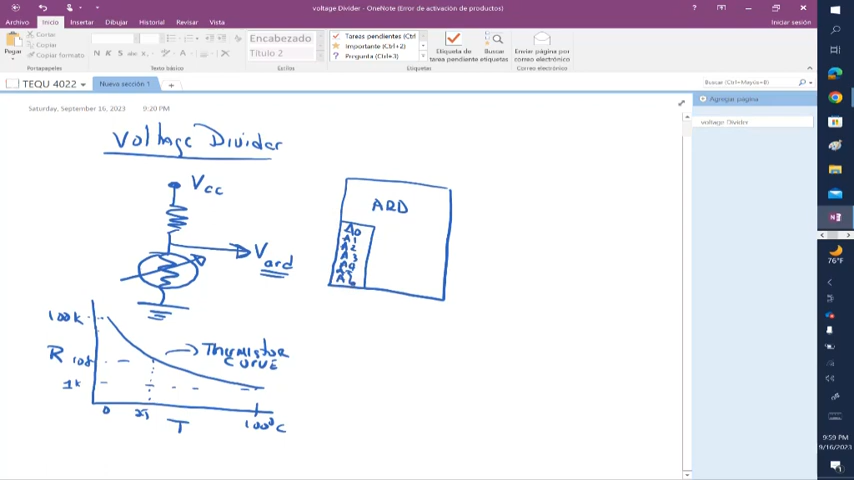 voltage Divider - OneNote (Error de activación de productos)
Archivo Inicio Insertar Dibujar Historial Revisar Vista
Iniciar sesión
Pegar
Cortar
Copiar
Copiar formato
Portapapeles
N K S
Texto básico
Encabezado
Título 2
Estilos
Tareas pendientes (Ctrl
Importante (Ctrl+2)
Pregunta (Ctrl+3)
Etiqueta de
tarea pendiente
Buscar
etiquetas
Etiquetas
Enviar página por
correo electrónico
Correo electrónico
TEQU 4022
Nueva sección 1
Buscar (Ctrl+Mayús+B)
Agregar página
voltage Divider
Saturday, September 16, 2023 9:20 PM
Voltage Divider
Vcc
Vard
ARD
A0
A1
A2
A3
A4
A5
100k
R
1k
Thermistor
Curve
0
25
100°C
T
76°F
9:59 PM
9/16/2023